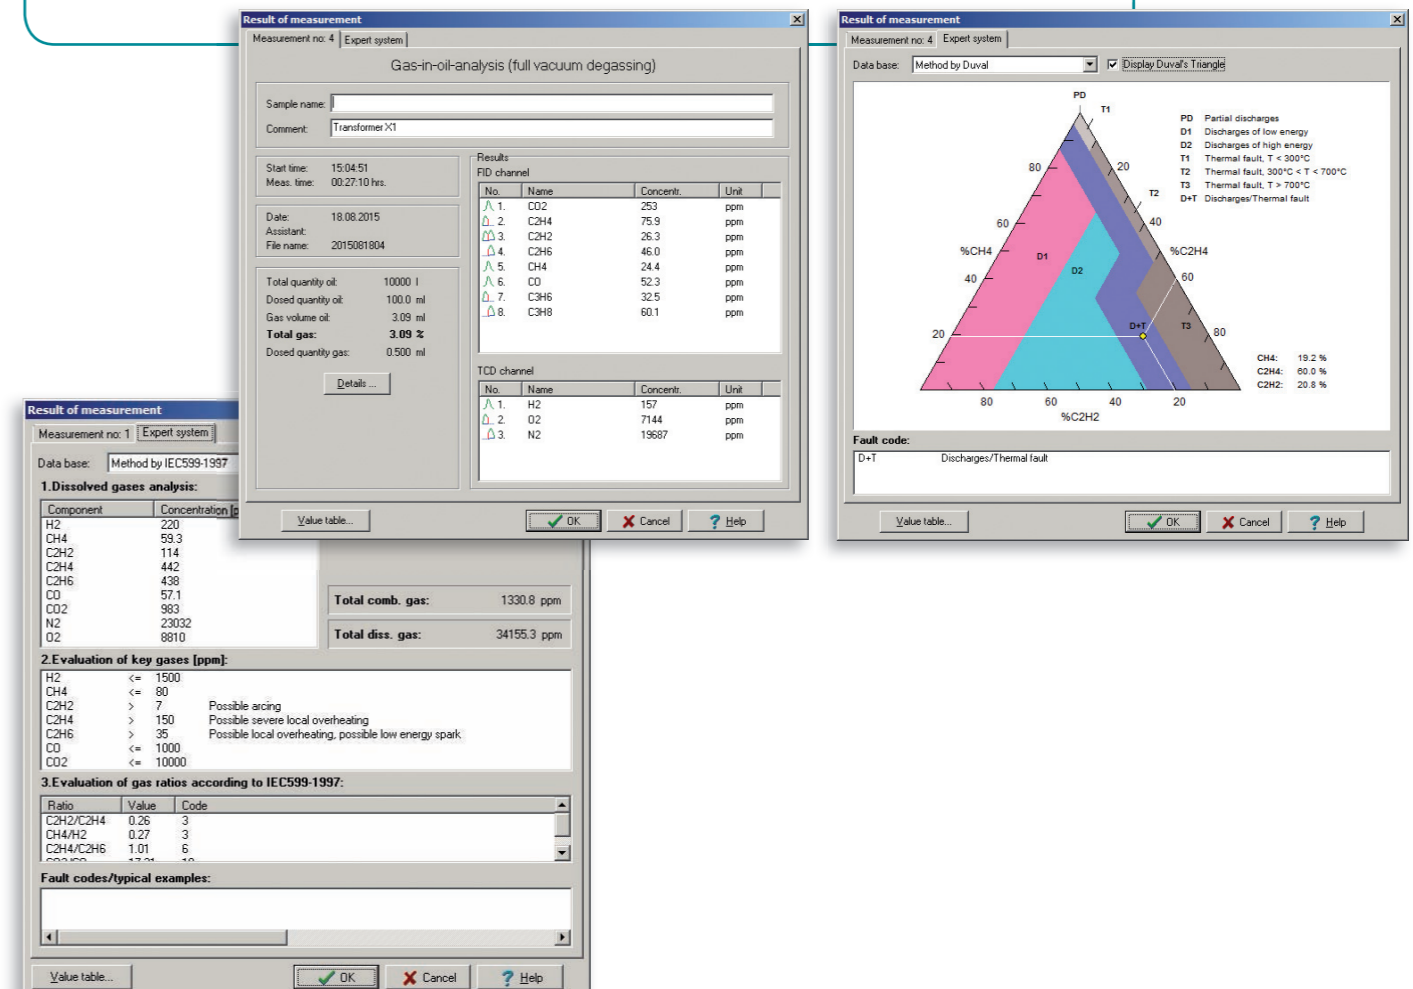 Result of measurement
Measurement no: 4 Expert system
Gas-in-oil-analysis (full vacuum degassing)
Sample name:
Comment: Transformer X1
Start time: 15:04:51
Meas. time: 00:27:10 hrs.
Date: 18.08.2015
Assistant:
File name: 2015081804
Total quantity oil: 10000 l
Dosed quantity oil: 100.0 ml
Gas volume oil: 3.09 ml
Total gas: 3.09 %
Dosed quantity gas: 0.500 ml
Details ...
Results
FID channel
No. Name Concentr. Unit
1. CO2 253 ppm
2. C2H4 75.9 ppm
3. C2H2 26.3 ppm
4. C2H6 46.0 ppm
5. CH4 24.4 ppm
6. CO 52.3 ppm
7. C3H6 32.5 ppm
8. C3H8 60.1 ppm
TCD channel
No. Name Concentr. Unit
1. H2 157 ppm
2. O2 7144 ppm
3. N2 19687 ppm
Value table... OK Cancel Help
Result of measurement
Measurement no: 4 Expert system
Data base: Method by Duval Display Duval's Triangle
PD
T1
80 20
T2
60 40
%CH4 %C2H4
D1 D2
40 60
20 D+T T3 80
80 60 40 20
%C2H2
PD Partial discharges
D1 Discharges of low energy
D2 Discharges of high energy
T1 Thermal fault, T < 300°C
T2 Thermal fault, 300°C < T < 700°C
T3 Thermal fault, T > 700°C
D+T Discharges/Thermal fault
CH4: 19.2 %
C2H4: 60.0 %
C2H2: 20.8 %
Fault code:
D+T Discharges/Thermal fault
Value table... OK Cancel Help
Result of measurement
Measurement no: 1 Expert system
Data base: Method by IEC599-1997
1.Dissolved gases analysis:
Component Concentration [p
H2 220
CH4 59.3
C2H2 114
C2H4 442
C2H6 438
CO 57.1
CO2 983
N2 23032
O2 8810
Total comb. gas: 1330.8 ppm
Total diss. gas: 34155.3 ppm
2.Evaluation of key gases [ppm]:
H2 <= 1500
CH4 <= 80
C2H2 > 7 Possible arcing
C2H4 > 150 Possible severe local overheating
C2H6 > 35 Possible local overheating, possible low energy spark
CO <= 1000
CO2 <= 10000
3.Evaluation of gas ratios according to IEC599-1997:
Ratio Value Code
C2H2/C2H4 0.26 3
CH4/H2 0.27 3
C2H4/C2H6 1.01 6
Fault codes/typical examples:
Value table... OK Cancel Help